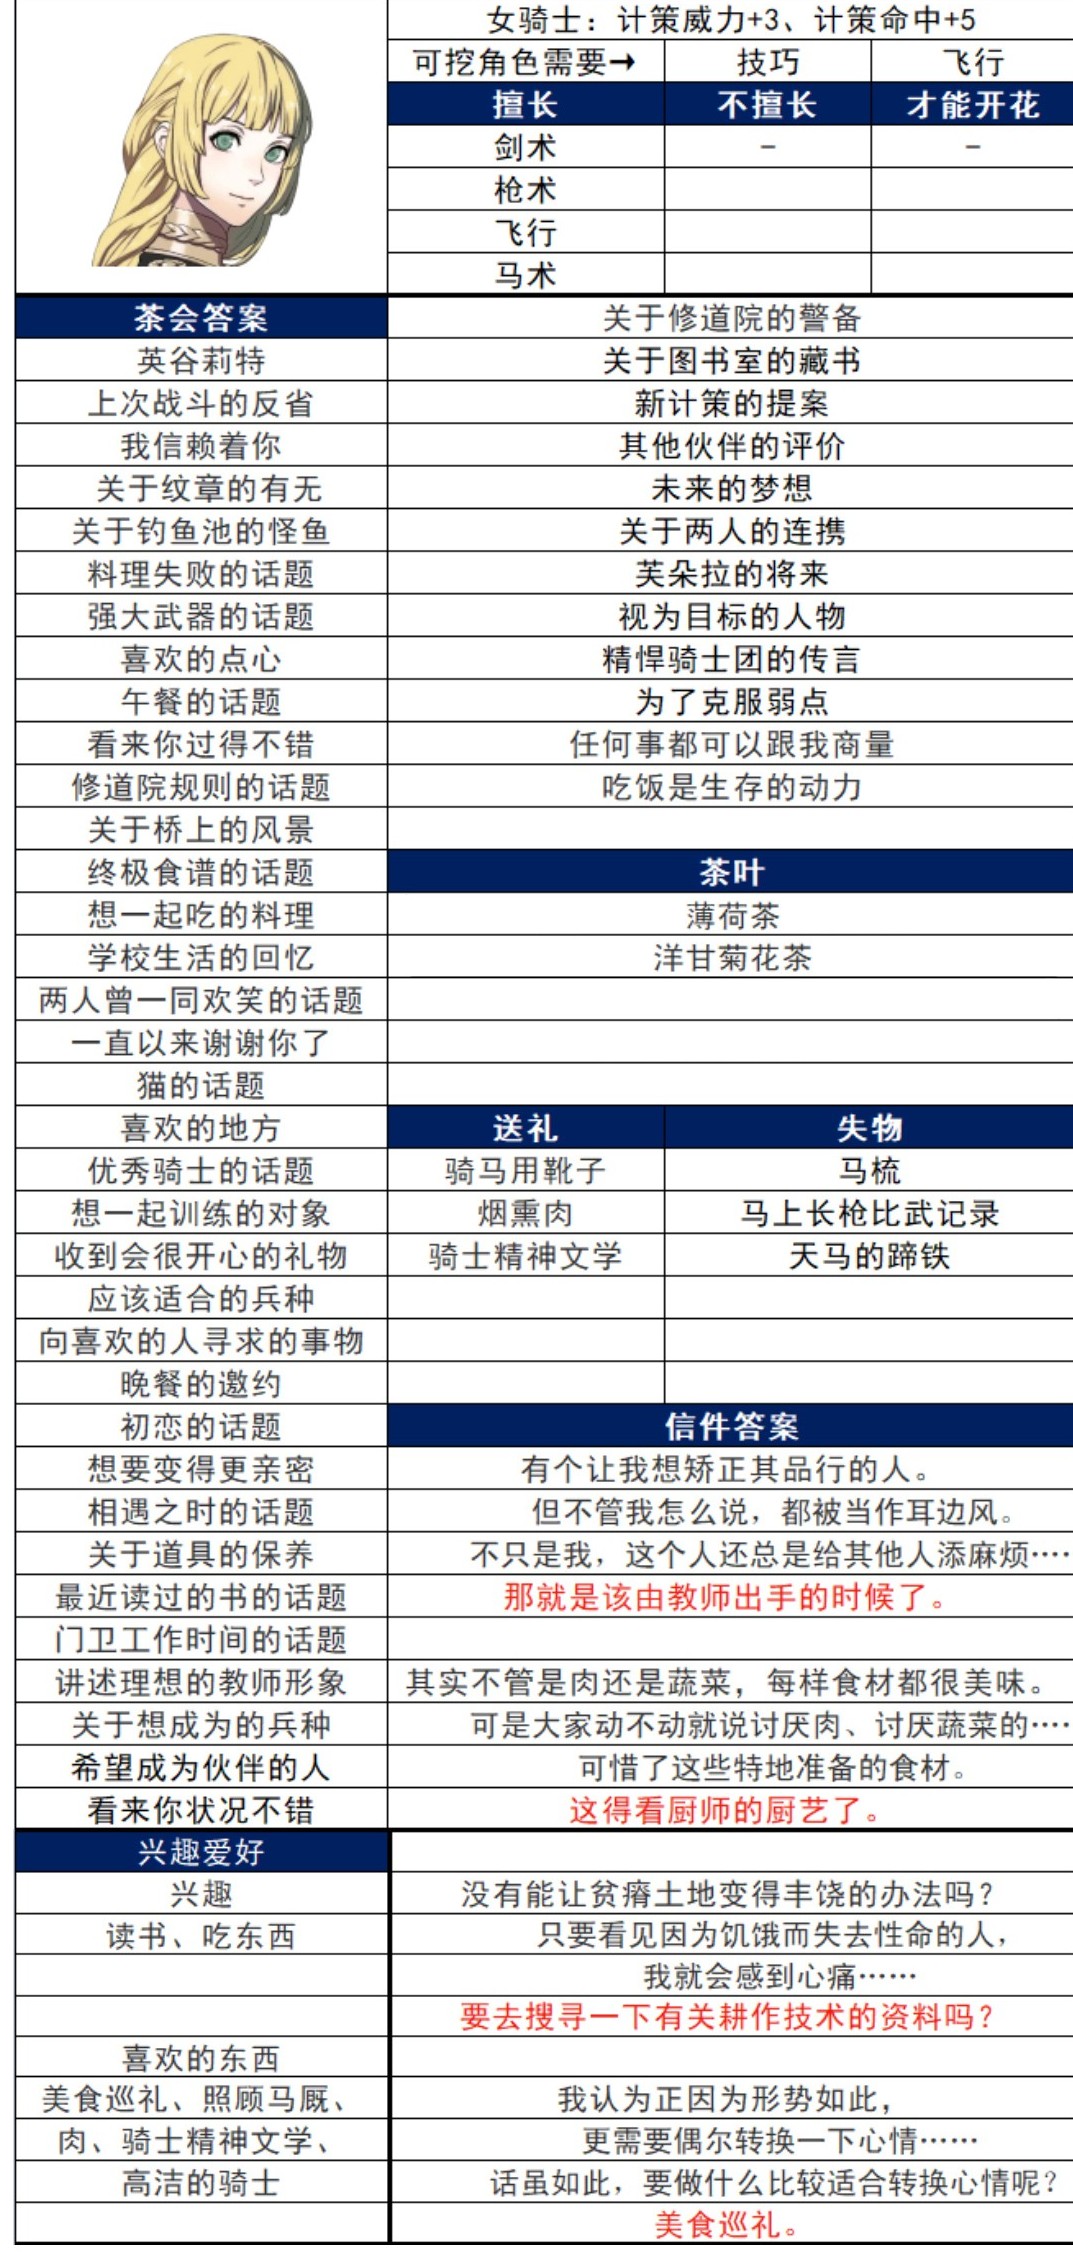 女骑士：计策威力+3、计策命中+5
可挖角色需要→ 技巧 飞行
擅长 不擅长 才能开花
剑术 － －
枪术
飞行
马术
茶会答案 关于修道院的警备
英谷莉特 关于图书室的藏书
上次战斗的反省 新计策的提案
我信赖着你 其他伙伴的评价
关于纹章的有无 未来的梦想
关于钓鱼池的怪鱼 关于两人的连携
料理失败的话题 芙朵拉的将来
强大武器的话题 视为目标的人物
喜欢的点心 精悍骑士团的传言
午餐的话题 为了克服弱点
看来你过得不错 任何事都可以跟我商量
修道院规则的话题 吃饭是生存的动力
关于桥上的风景
终极食谱的话题 茶叶
想一起吃的料理 薄荷茶
学校生活的回忆 洋甘菊花茶
两人曾一同欢笑的话题
一直以来谢谢你了
猫的话题
喜欢的地方 送礼 失物
优秀骑士的话题 骑马用靴子 马梳
想一起训练的对象 烟熏肉 马上长枪比武记录
收到会很开心的礼物 骑士精神文学 天马的蹄铁
应该适合的兵种
向喜欢的人寻求的事物
晚餐的邀约
初恋的话题 信件答案
想要变得更亲密 有个让我想矫正其品行的人。
相遇之时的话题 但不管我怎么说，都被当作耳边风。
关于道具的保养 不只是我，这个人还总是给其他人添麻烦····
最近读过的书的话题 那就是该由教师出手的时候了。
门卫工作时间的话题
讲述理想的教师形象 其实不管是肉还是蔬菜，每样食材都很美味。
关于想成为的兵种 可是大家动不动就说讨厌肉、讨厌蔬菜的····
希望成为伙伴的人 可惜了这些特地准备的食材。
看来你状况不错 这得看厨师的厨艺了。
兴趣爱好
兴趣 没有能让贫瘠土地变得丰饶的办法吗？
读书、吃东西 只要看见因为饥饿而失去性命的人，
我就会感到心痛……
要去搜寻一下有关耕作技术的资料吗？
喜欢的东西
美食巡礼、照顾马厩、 我认为正因为形势如此，
肉、骑士精神文学、 更需要偶尔转换一下心情……
高洁的骑士 话虽如此，要做什么比较适合转换心情呢？
美食巡礼。